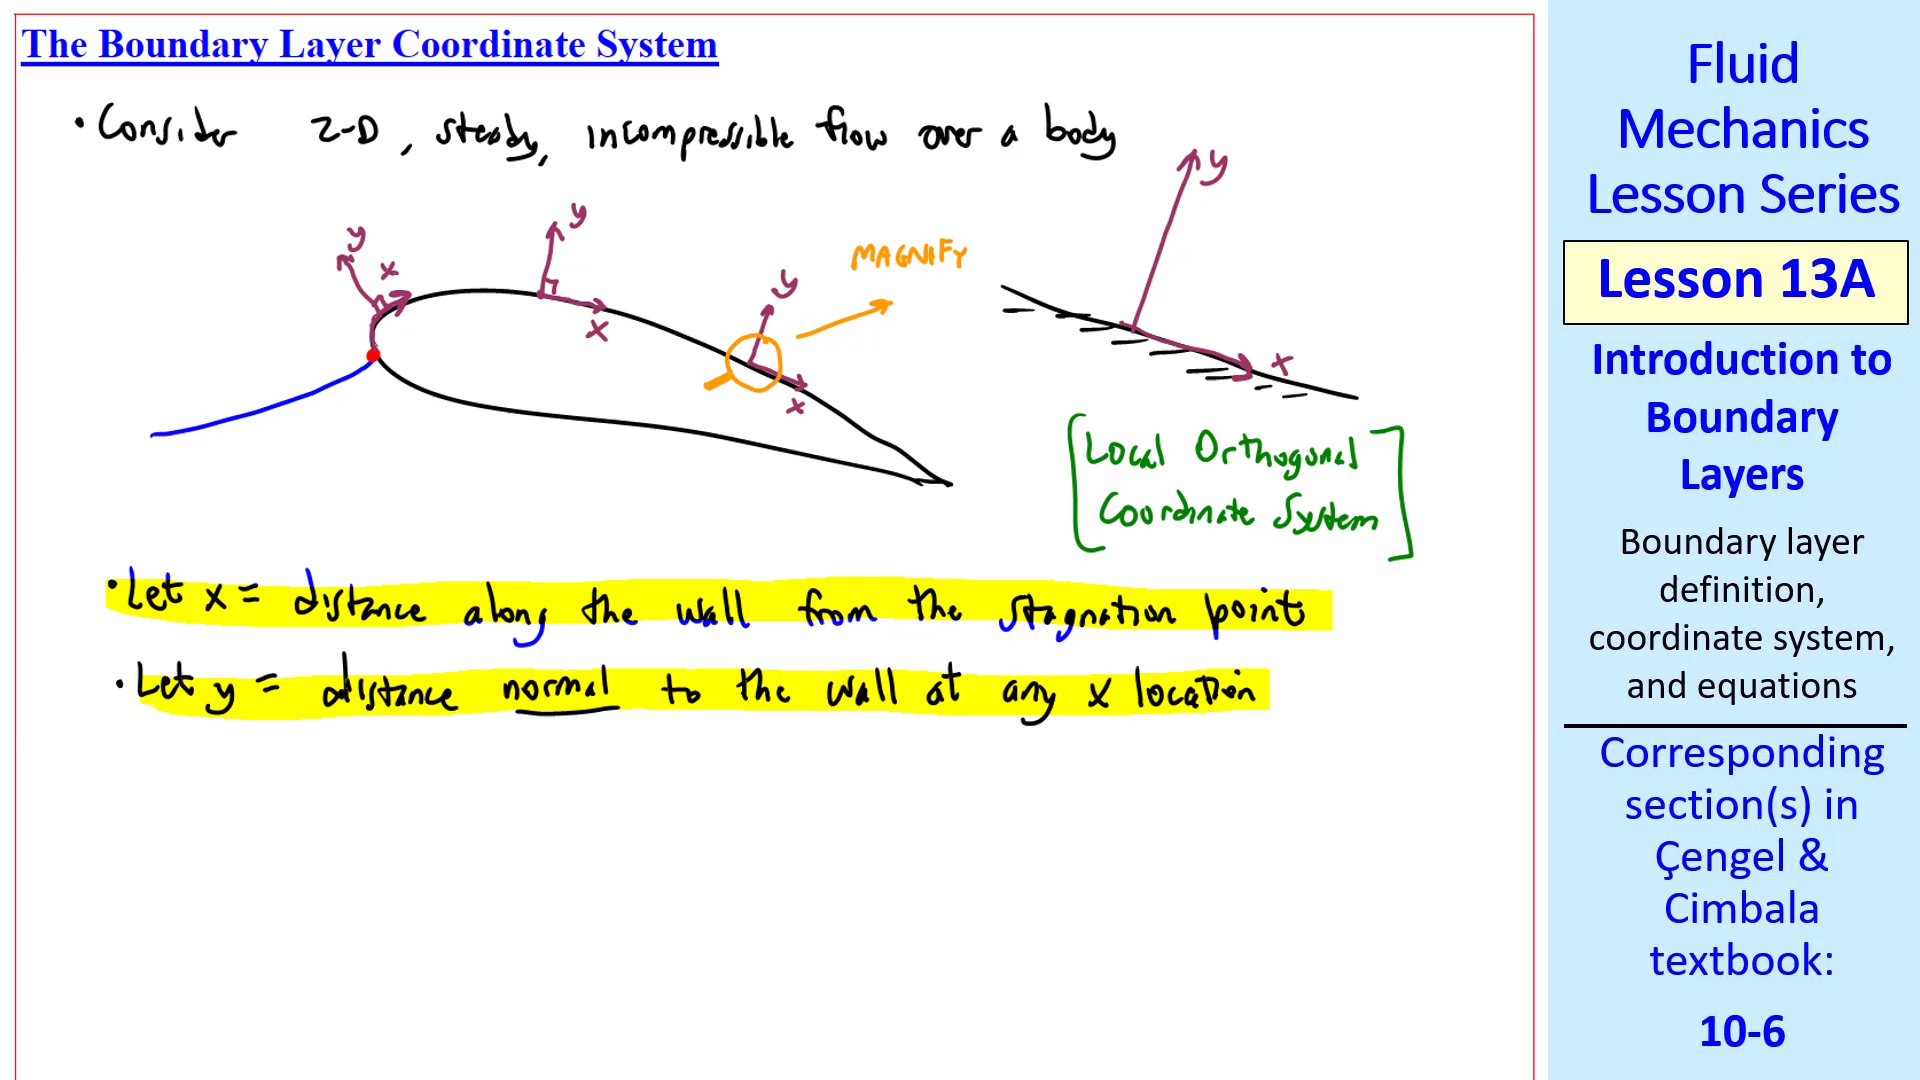 The Boundary Layer Coordinate System
• Consider 2-D, steady, incompressible flow over a body
y
x
y
x
y
x
MAGNIFY
y
x
[Local Orthogonal
Coordinate System]
• Let x = distance along the wall from the stagnation point
• Let y = distance normal to the wall at any x location
Fluid
Mechanics
Lesson Series
Lesson 13A
Introduction to
Boundary
Layers
Boundary layer
definition,
coordinate system,
and equations
Corresponding
section(s) in
Çengel &
Cimbala
textbook:
10-6